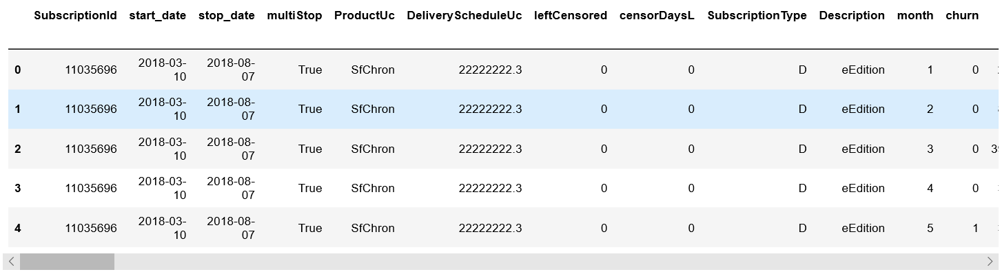 SubscriptionId start_date stop_date multiStop ProductUc DeliveryScheduleUc leftCensored censorDaysL SubscriptionType Description month churn
0 11035696 2018-03-10 2018-08-07 True SfChron 22222222.3 0 0 D eEdition 1 0
1 11035696 2018-03-10 2018-08-07 True SfChron 22222222.3 0 0 D eEdition 2 0
2 11035696 2018-03-10 2018-08-07 True SfChron 22222222.3 0 0 D eEdition 3 0
3 11035696 2018-03-10 2018-08-07 True SfChron 22222222.3 0 0 D eEdition 4 0
4 11035696 2018-03-10 2018-08-07 True SfChron 22222222.3 0 0 D eEdition 5 1